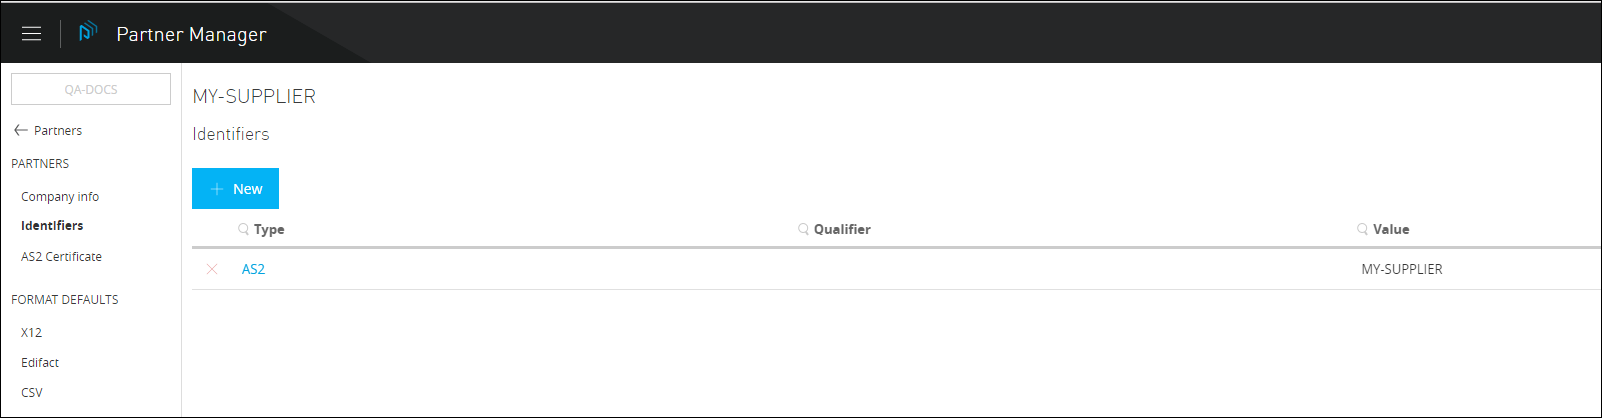 Partner Manager
QA-DOCS
Partners
PARTNERS
Company info
Identifiers
AS2 Certificate
FORMAT DEFAULTS
X12
Edifact
CSV
MY-SUPPLIER
Identifiers
New
Type Qualifier Value
AS2 MY-SUPPLIER